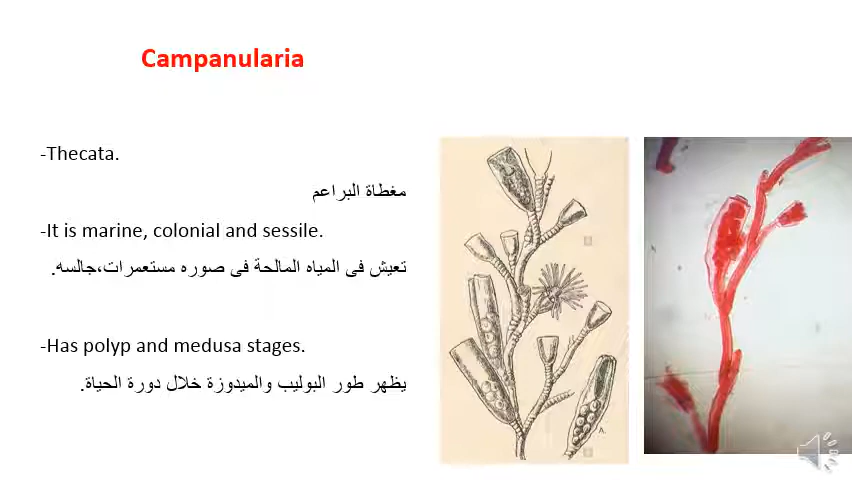 Campanularia
-Thecata.
مغطاة البراعم
-It is marine, colonial and sessile.
تعيش فى المياه المالحة فى صوره مستعمرات،جالسه.
-Has polyp and medusa stages.
يظهر طور البوليب والميدوزة خلال دورة الحياة.
A.